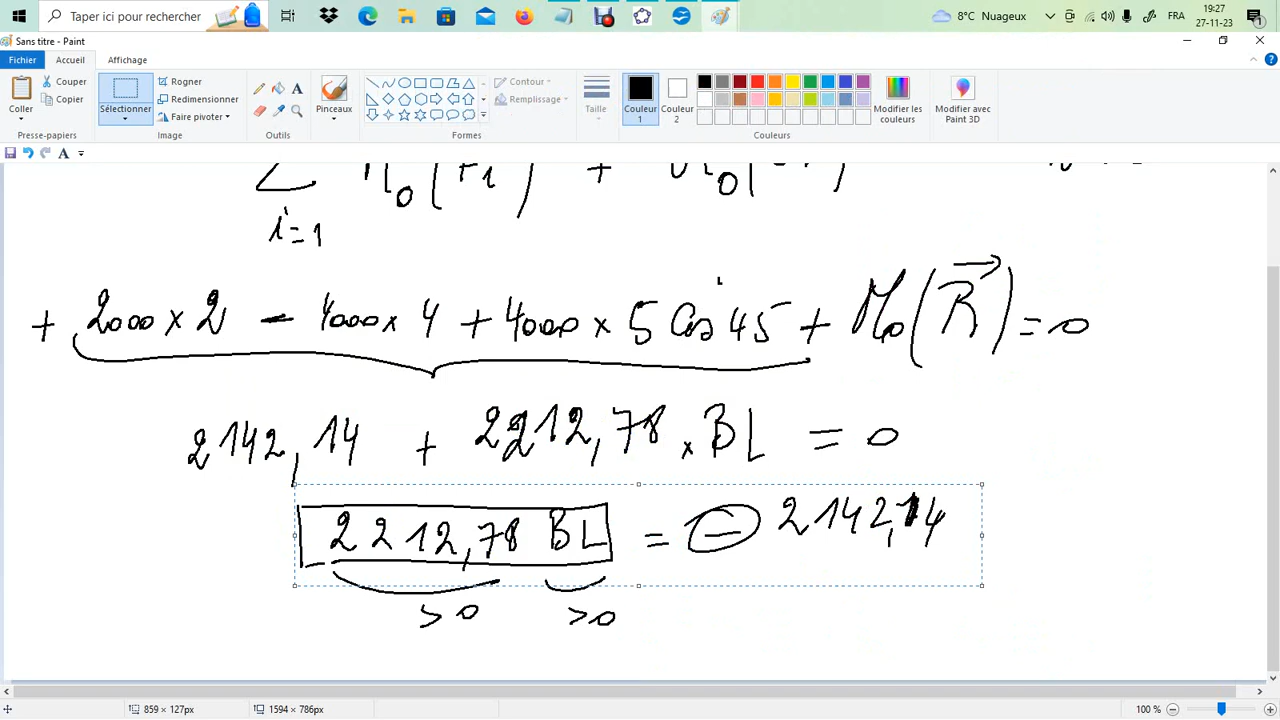 Taper ici pour rechercher
8°C Nuageux
FRA
19:27
27-11-23
1
Sans titre - Paint
Fichier Accueil Affichage
Coller
Couper
Copier
Presse-papiers
Sélectionner
Rogner
Redimensionner
Faire pivoter
Image
A
Outils
Pinceaux
Contour
Remplissage
Formes
Taille
Couleur 1
Couleur 2
Modifier les couleurs
Couleurs
Modifier avec Paint 3D
A
i=1
+ 2000 x 2 - 4000 x 4 + 4000 x 5 Cos 45 + Mo(R) = 0
2142,14 + 2212,78 x BL = 0
2212,78 BL = - 2142,14
>0 >0
859 × 127px
1594 × 786px
100 %